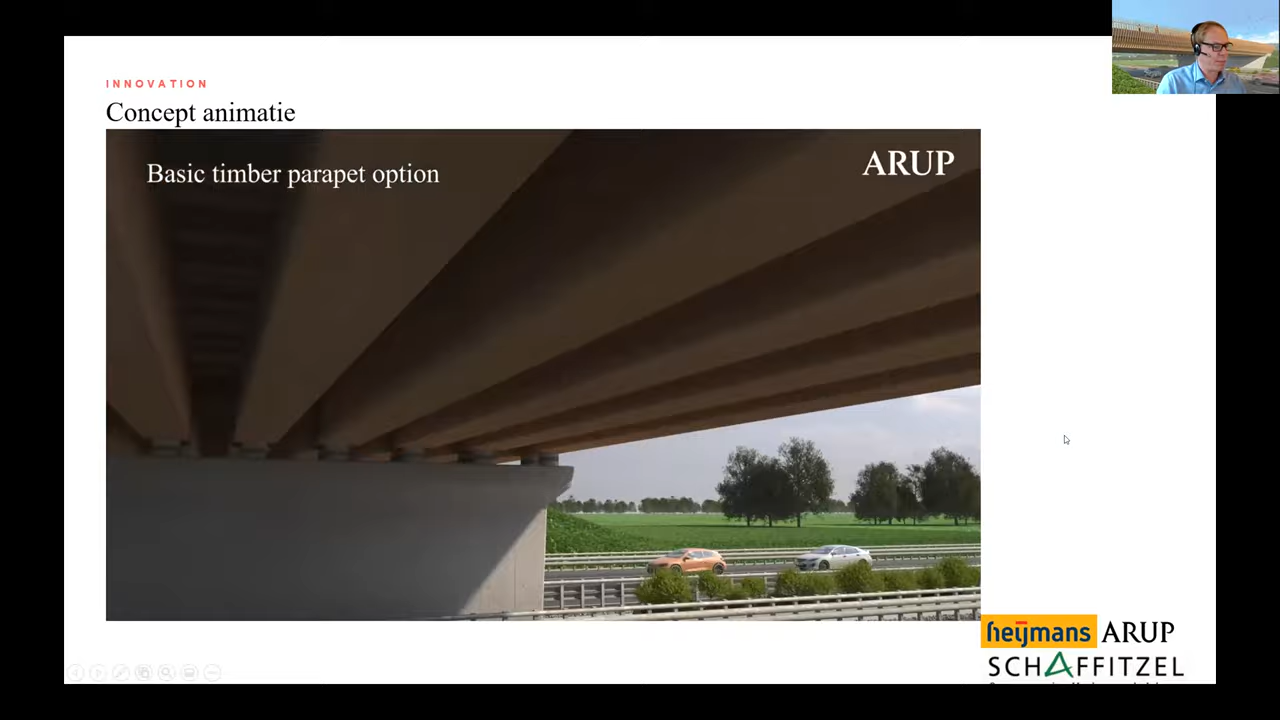 INNOVATION
Concept animatie
Basic timber parapet option
ARUP
heijmans ARUP
SCHAFFITZEL